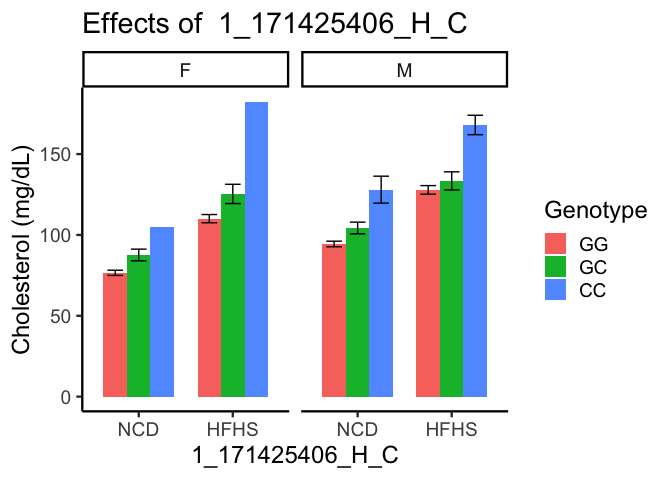 Effects of  1_171425406_H_C
F
M
Cholesterol (mg/dL)
150
100
50
0
NCD
HFHS
NCD
HFHS
1_171425406_H_C
Genotype
GG
GC
CC